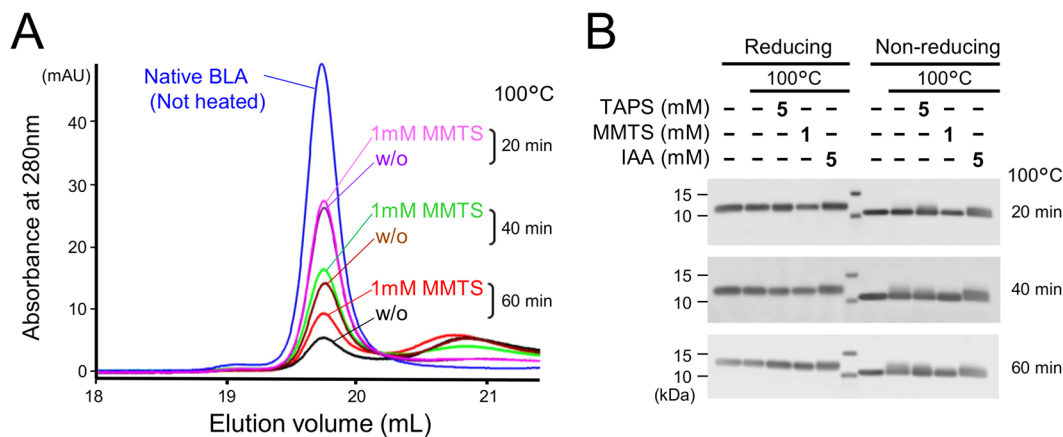 A
(mAU)
40
30
20
10
0
18
19
20
21
Absorbance at 280nm
Elution volume (mL)
Native BLA
(Not heated)
100°C
1mM MMTS
w/o
20 min
1mM MMTS
w/o
40 min
1mM MMTS
w/o
60 min
B
Reducing
Non-reducing
100°C
100°C
TAPS (mM) – – 5 – – – – 5 – –
MMTS (mM) – – – 1 – – – – 1 –
IAA (mM) – – – – 5 – – – – 5
100°C
15
10
20 min
15
10
40 min
15
10
(kDa)
60 min